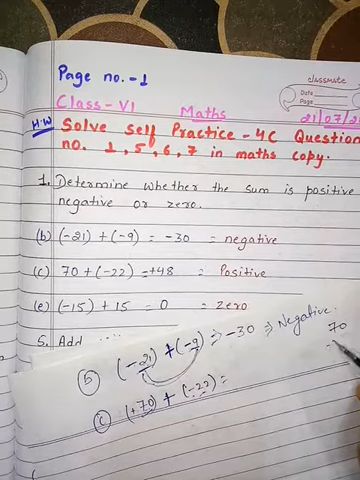 Page no.-1
classmate
Date
Page
Class-VI Maths 21/07/2
H.W Solve self Practice-4C Question
no. 1, 5, 6, 7 in maths copy.
1. Determine whether the sum is positive
negative or zero.
(b) (-21) + (-9) = -30 = negative
(c) 70 + (-22) = +48 = Positive
(e) (-15) + 15 = 0 = zero
5. Add
(-21) + (-9) => -30 => Negative.
70
(c) (+70) + (-22) =